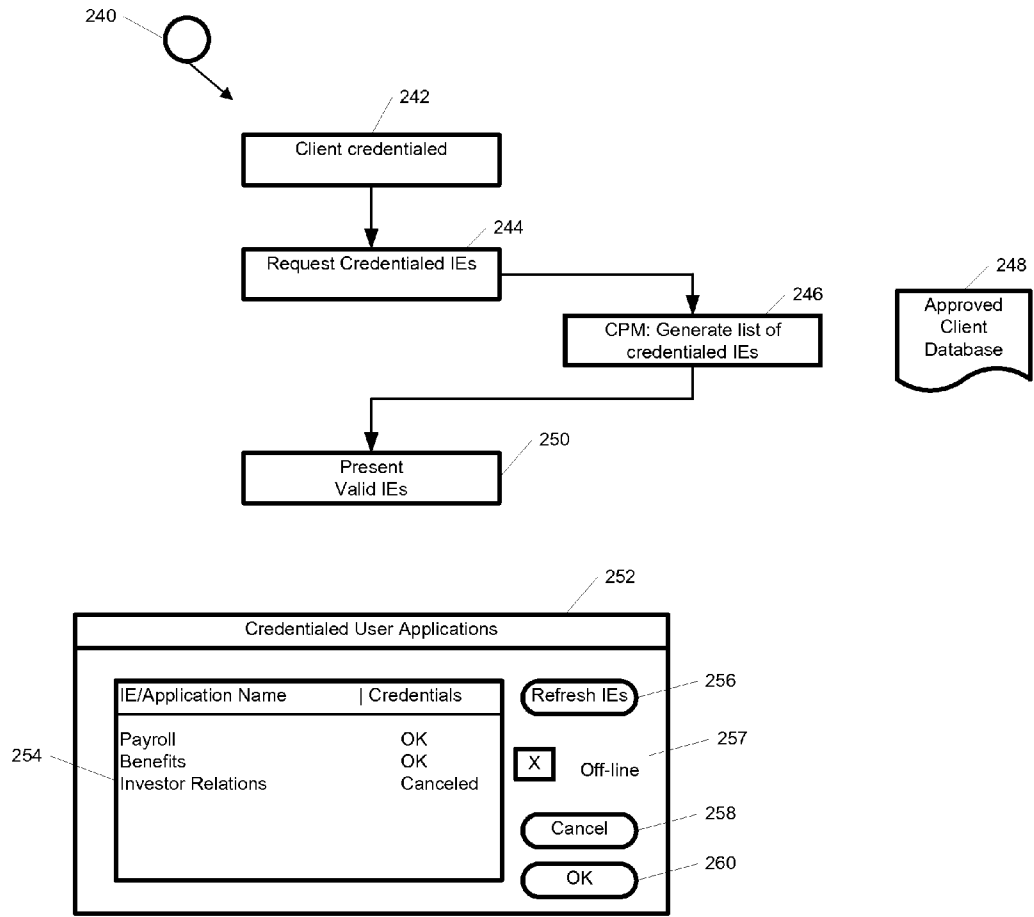 240
242
Client credentialed
244
Request Credentialed IEs
248
246
Approved
Client
Database
CPM: Generate list of
credentialed IEs
250
Present
Valid IEs
252
Credentialed User Applications
IE/Application Name | Credentials
Refresh IEs
256
Payroll OK
Benefits OK
Investor Relations Canceled
254
X Off-line
257
Cancel
258
OK
260